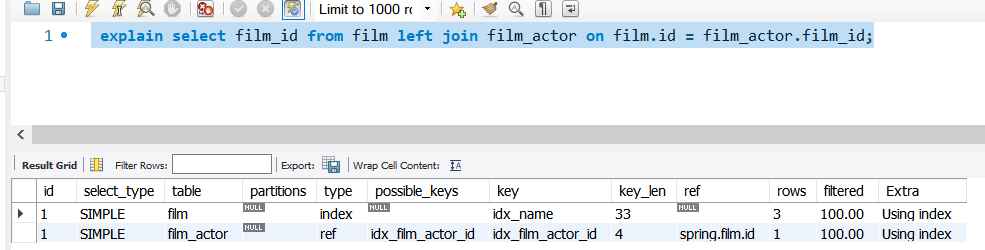 Limit to 1000 rc
1 explain select film_id from film left join film_actor on film.id = film_actor.film_id;
Result Grid Filter Rows: Export: Wrap Cell Content: IA
id select_type table partitions type possible_keys key key_len ref rows filtered Extra
1 SIMPLE film NULL index NULL idx_name 33 NULL 3 100.00 Using index
1 SIMPLE film_actor NULL ref idx_film_actor_id idx_film_actor_id 4 spring.film.id 1 100.00 Using index